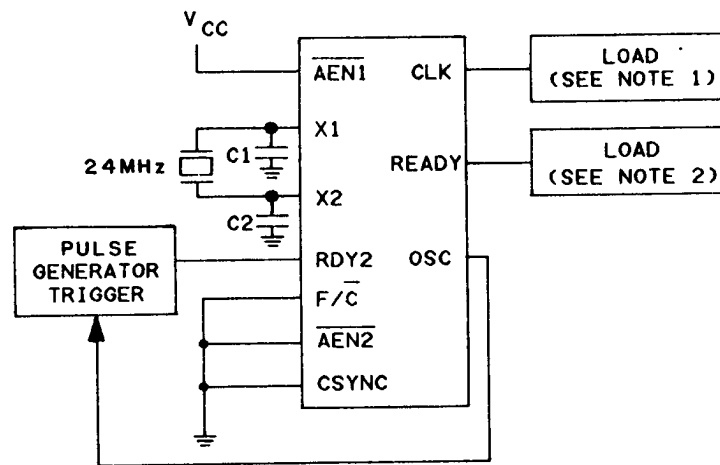 V CC
AEN1
CLK
LOAD
(SEE NOTE 1)
X1
C1
24MHz
READY
LOAD
(SEE NOTE 2)
X2
C2
PULSE
GENERATOR
TRIGGER
RDY2
OSC
F/C
AEN2
CSYNC